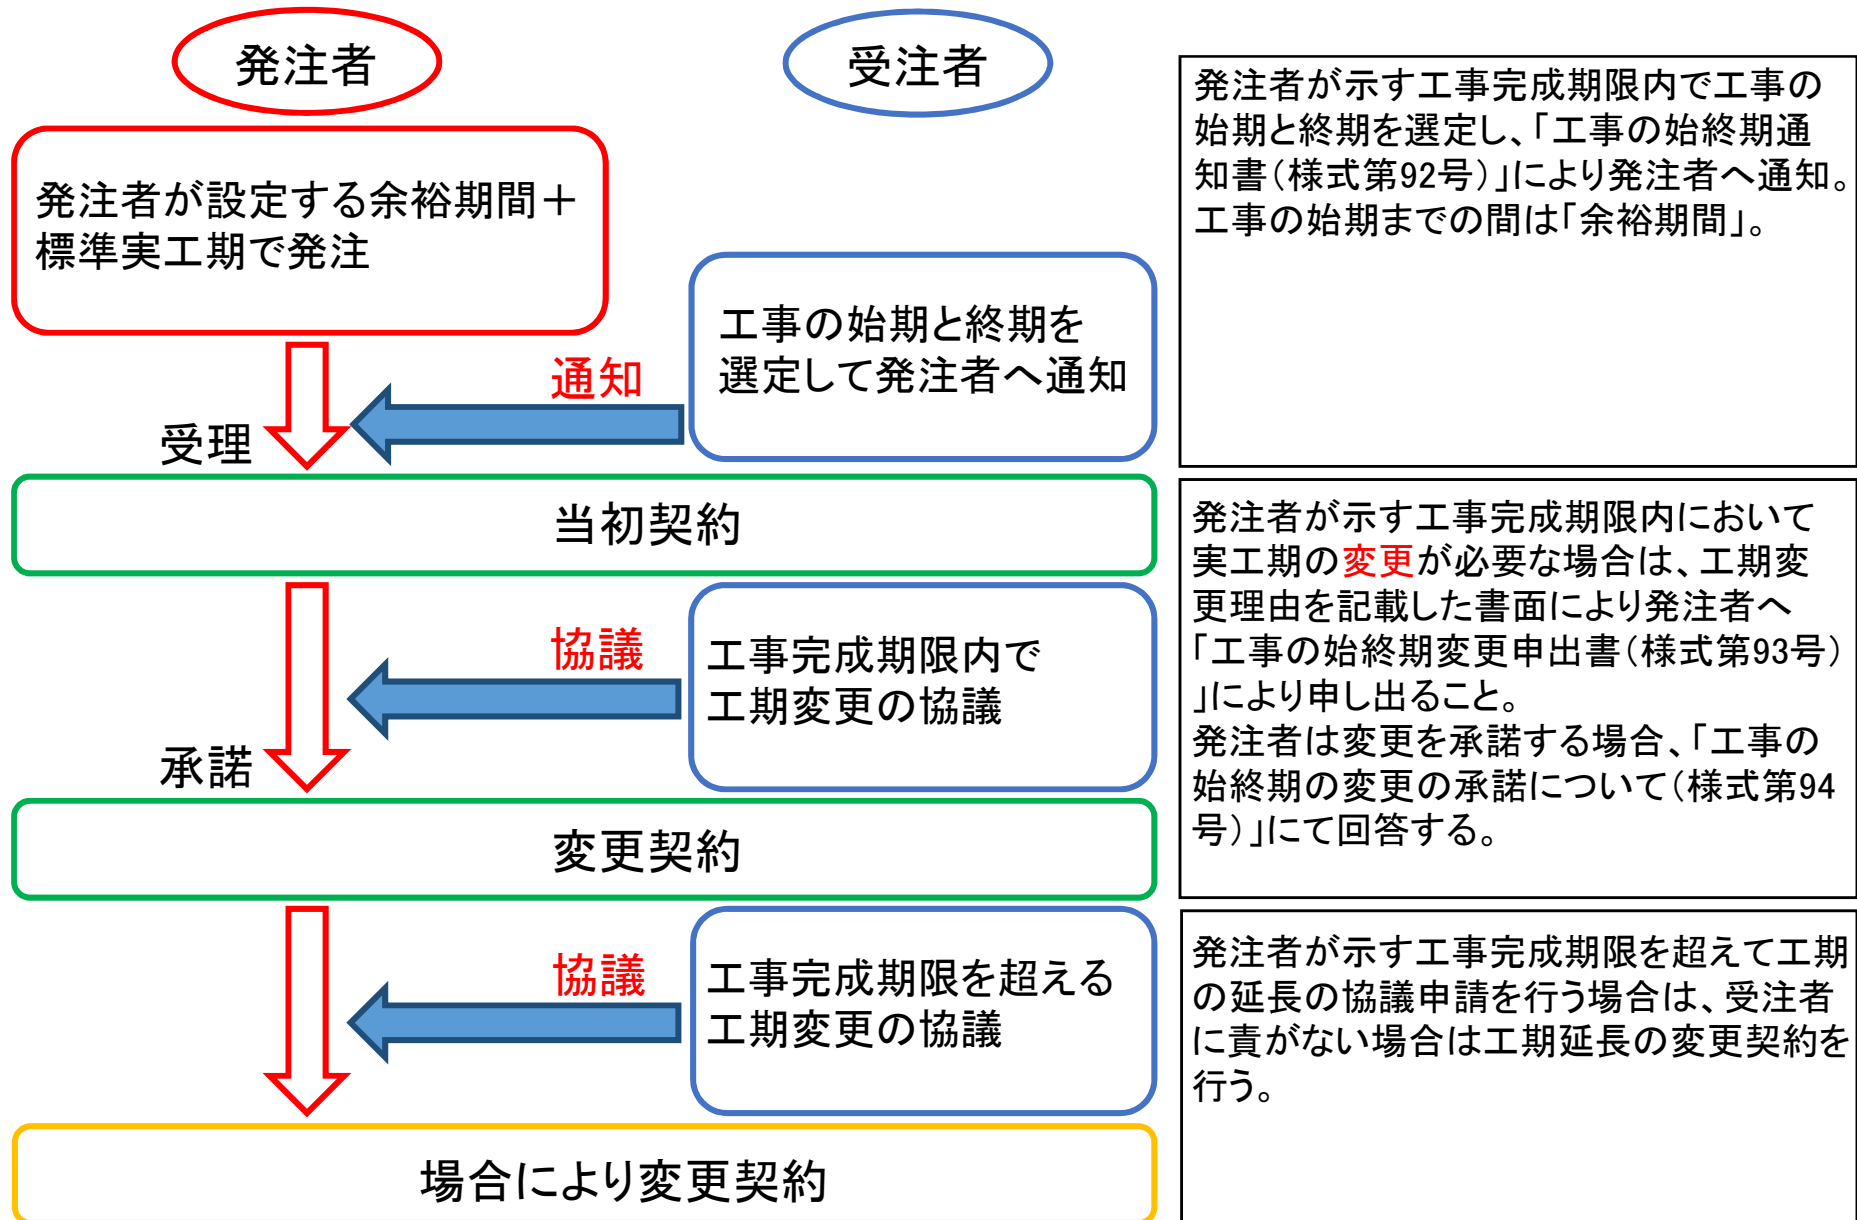 発注者
受注者
発注者が設定する余裕期間＋
標準実工期で発注
工事の始期と終期を
選定して発注者へ通知
通知
受理
発注者が示す工事完成期限内で工事の
始期と終期を選定し、「工事の始終期通
知書（様式第92号）」により発注者へ通知。
工事の始期までの間は「余裕期間」。
当初契約
協議
工事完成期限内で
工期変更の協議
承諾
発注者が示す工事完成期限内において
実工期の変更が必要な場合は、工期変
更理由を記載した書面により発注者へ
「工事の始終期変更申出書（様式第93号）
」により申し出ること。
発注者は変更を承諾する場合、「工事の
始終期の変更の承諾について（様式第94
号）」にて回答する。
変更契約
協議
工事完成期限を超える
工期変更の協議
発注者が示す工事完成期限を超えて工期
の延長の協議申請を行う場合は、受注者
に責がない場合は工期延長の変更契約を
行う。
場合により変更契約